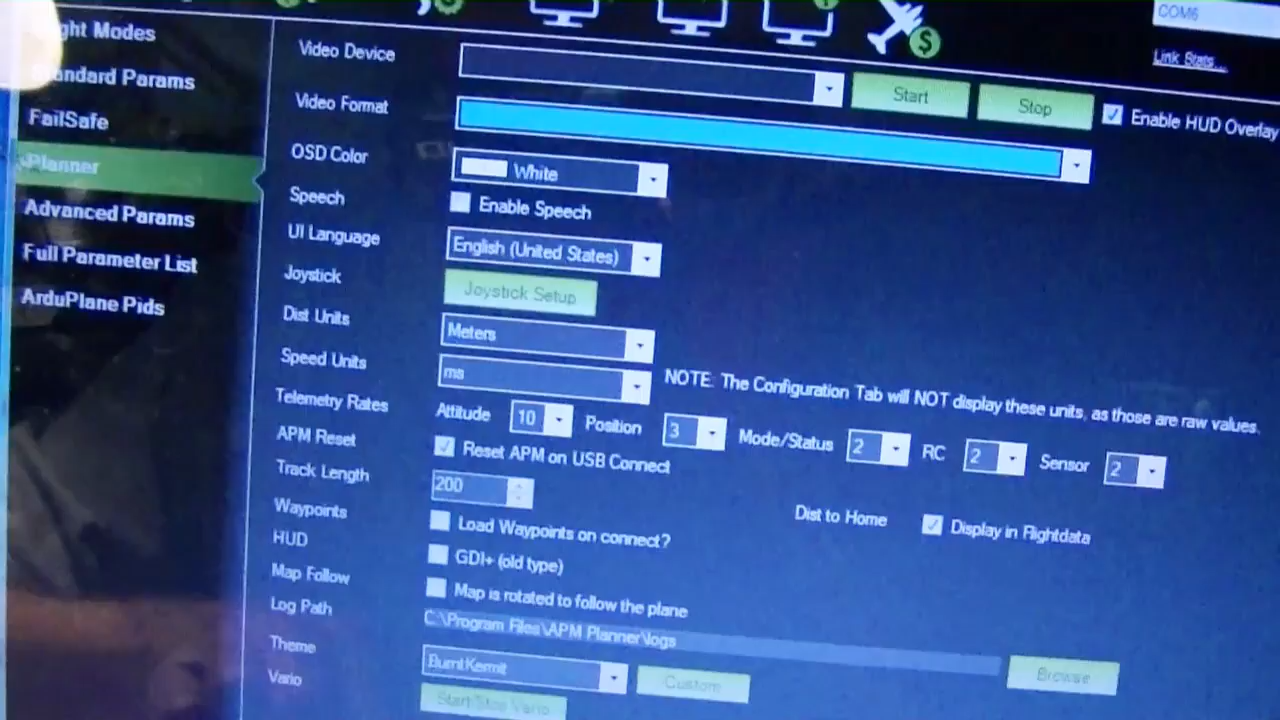 COM6
Link Stats...
Flight Modes
Standard Params
FailSafe
Planner
Advanced Params
Full Parameter List
ArduPlane Pids
Video Device
Start
Stop
Enable HUD Overlay
Video Format
OSD Color
White
Speech
Enable Speech
UI Language
English (United States)
Joystick
Joystick Setup
Dist Units
Meters
Speed Units
ms
NOTE: The Configuration Tab will NOT display these units, as those are raw values.
Telemetry Rates
Attitude 10 Position 3 Mode/Status 2 RC 2 Sensor 2
APM Reset
Reset APM on USB Connect
Track Length
200
Dist to Home
Display in Flightdata
Waypoints
Load Waypoints on connect?
HUD
GDI+ (old type)
Map Follow
Map is rotated to follow the plane
Log Path
C:\Program Files\APM Planner\logs
Browse
Theme
BurntKermit
Custom
Vario
Start/Stop Vario